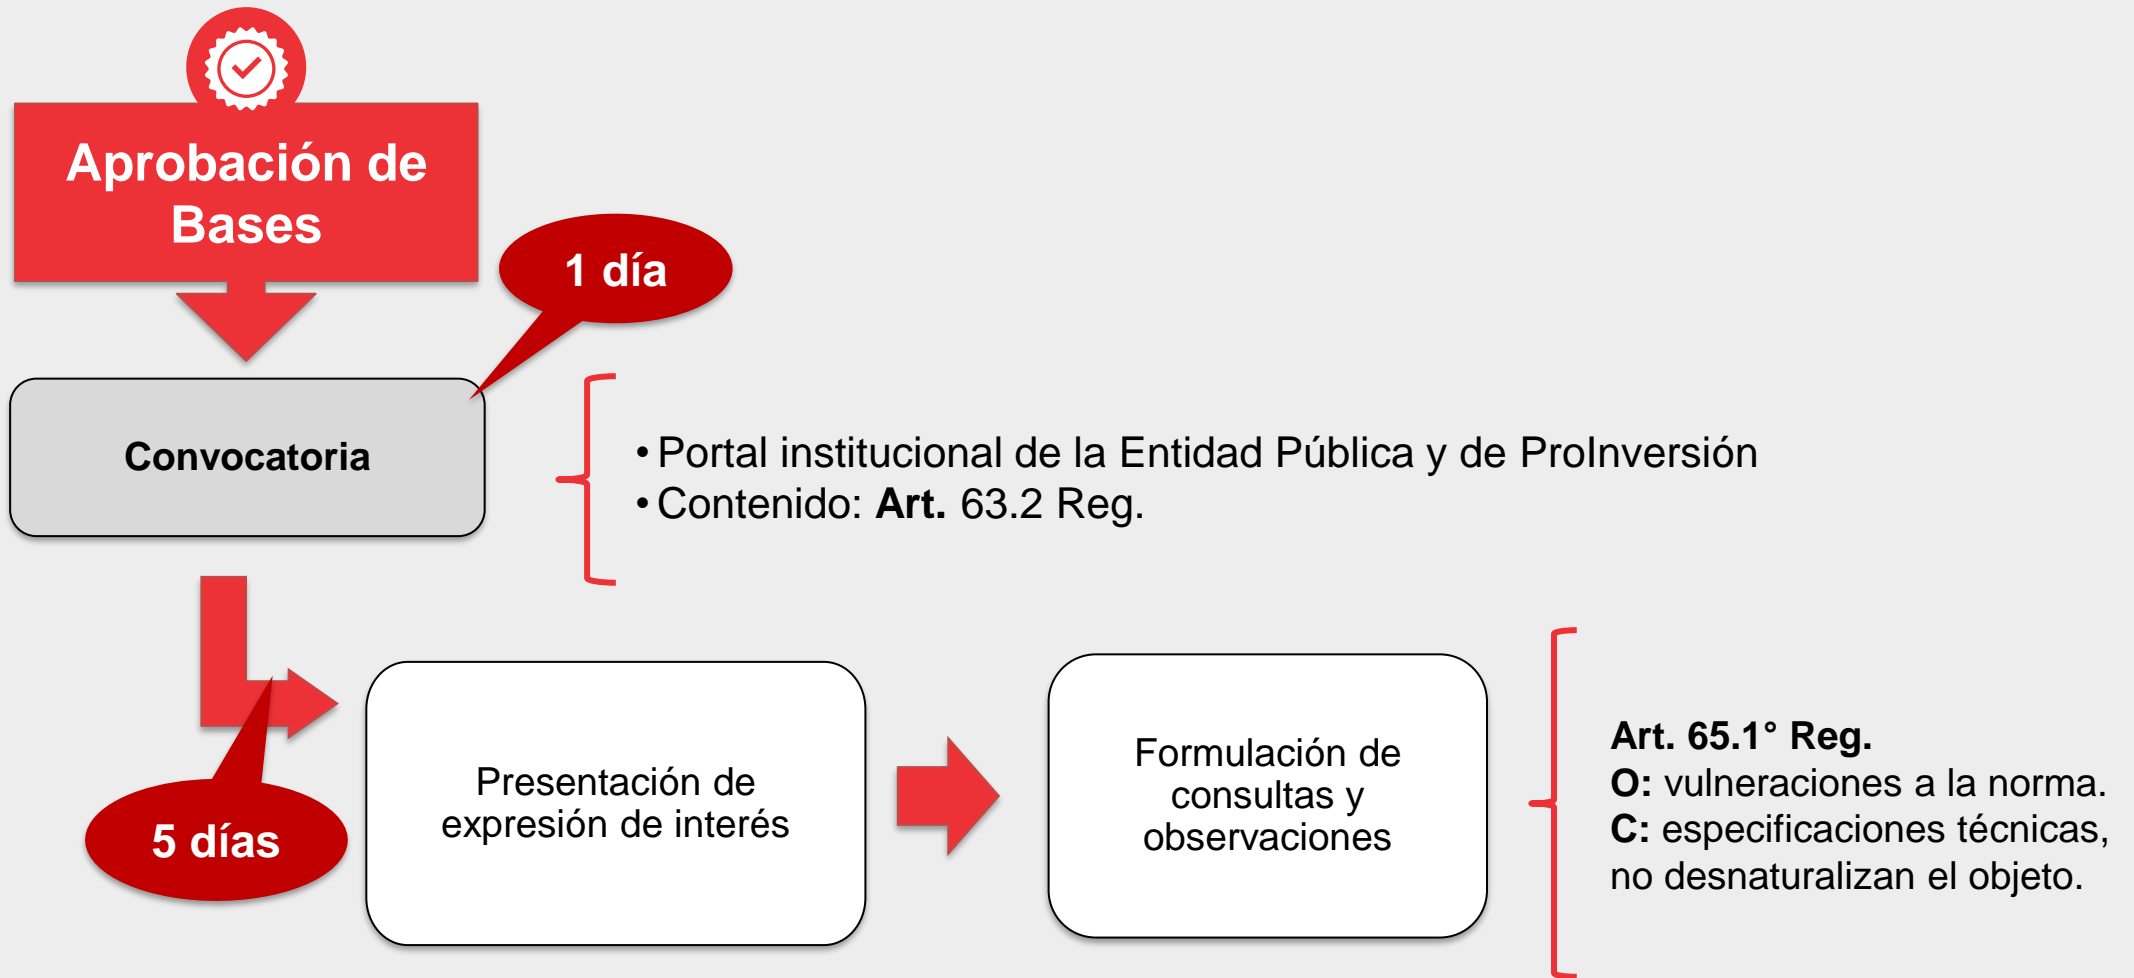 Aprobación de
Bases
1 día
Convocatoria
• Portal institucional de la Entidad Pública y de ProInversión
• Contenido: Art. 63.2 Reg.
5 días
Presentación de
expresión de interés
Formulación de
consultas y
observaciones
Art. 65.1° Reg.
O: vulneraciones a la norma.
C: especificaciones técnicas,
no desnaturalizan el objeto.